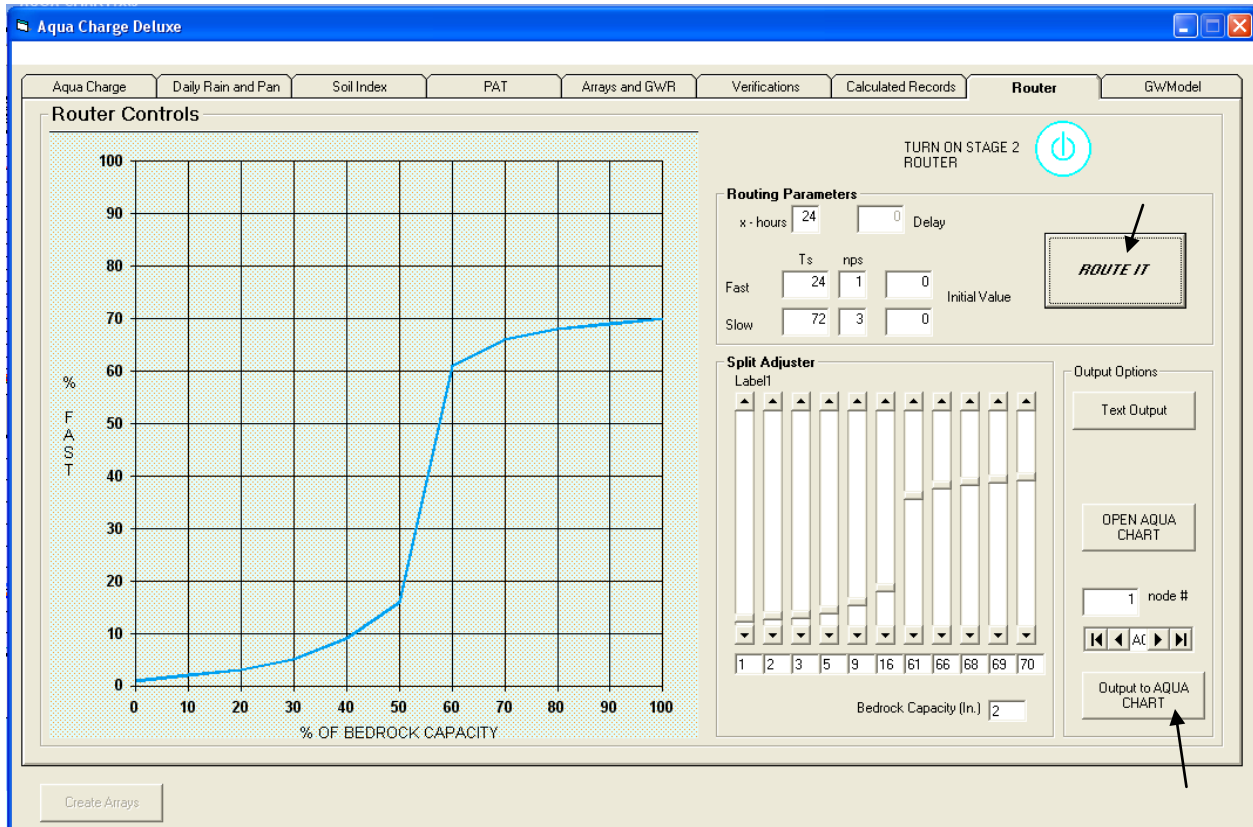 Aqua Charge Deluxe
Aqua Charge Daily Rain and Pan Soil Index PAT Arrays and GWR Verifications Calculated Records Router GWModel
Router Controls
100
90
80
70
60
50
40
30
20
10
0
% FAST
0 10 20 30 40 50 60 70 80 90 100
% OF BEDROCK CAPACITY
TURN ON STAGE 2
ROUTER
Routing Parameters
x - hours 24 0 Delay
Ts nps
Fast 24 1 0
Initial Value
Slow 72 3 0
ROUTE IT
Split Adjuster
Label1
1 2 3 5 9 16 61 66 68 69 70
Bedrock Capacity (In.) 2
Output Options
Text Output
OPEN AQUA
CHART
1 node #
Output to AQUA
CHART
Create Arrays